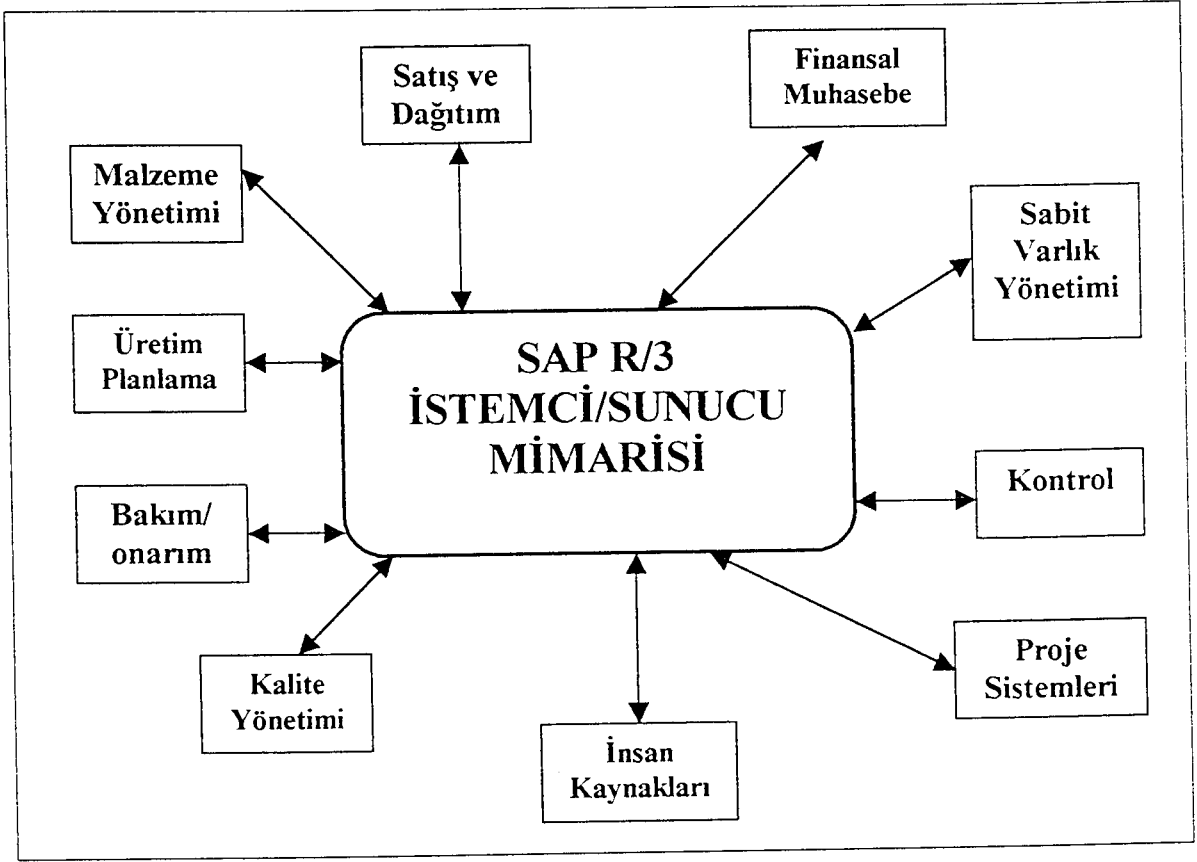 Satış ve
Dağıtım
Finansal
Muhasebe
Malzeme
Yönetimi
Sabit
Varlık
Yönetimi
Üretim
Planlama
SAP R/3
İSTEMCİ/SUNUCU
MİMARİSİ
Kontrol
Bakım/
onarım
Proje
Sistemleri
Kalite
Yönetimi
İnsan
Kaynakları